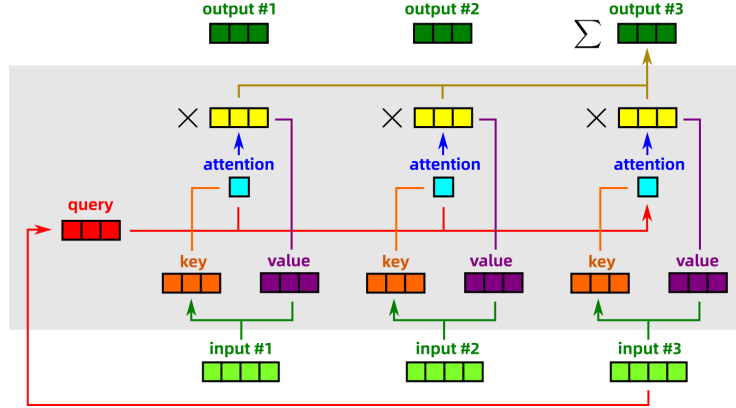 output #1
output #2
output #3
∑
×
×
×
attention
attention
attention
query
key
value
key
value
key
value
input #1
input #2
input #3